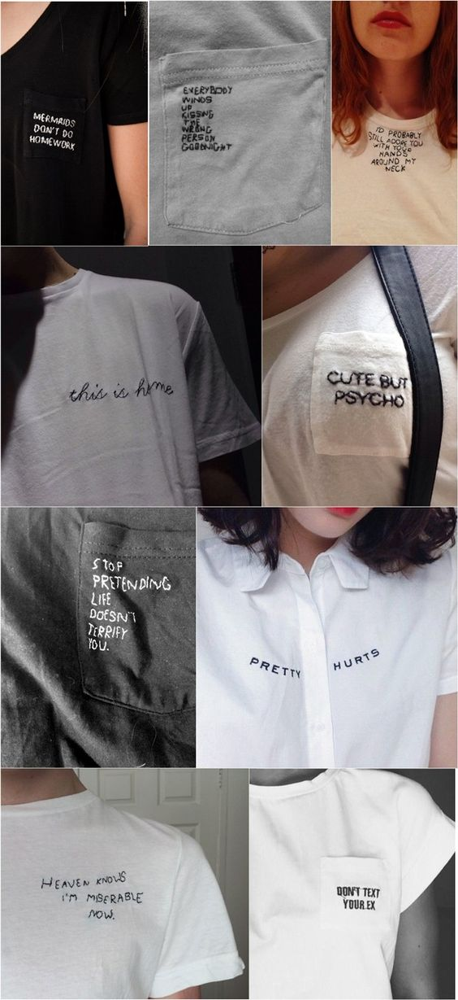 MERMAIDS
DON'T DO
HOMEWORK
EVERYBODY
WINDS
UP
KISSING
THE
WRONG
PERSON
GOODNIGHT
I'D PROBABLY
STILL ADORE YOU
WITH YOUR
HANDS
AROUND MY
NECK
this is home
CUTE BUT
PSYCHO
STOP
PRETENDING
LIFE
DOESN'T
TERRIFY
YOU.
PRETTY HURTS
HEAVEN KNOWS
I'M MISERABLE
NOW.
DON'T TEXT
YOUR EX